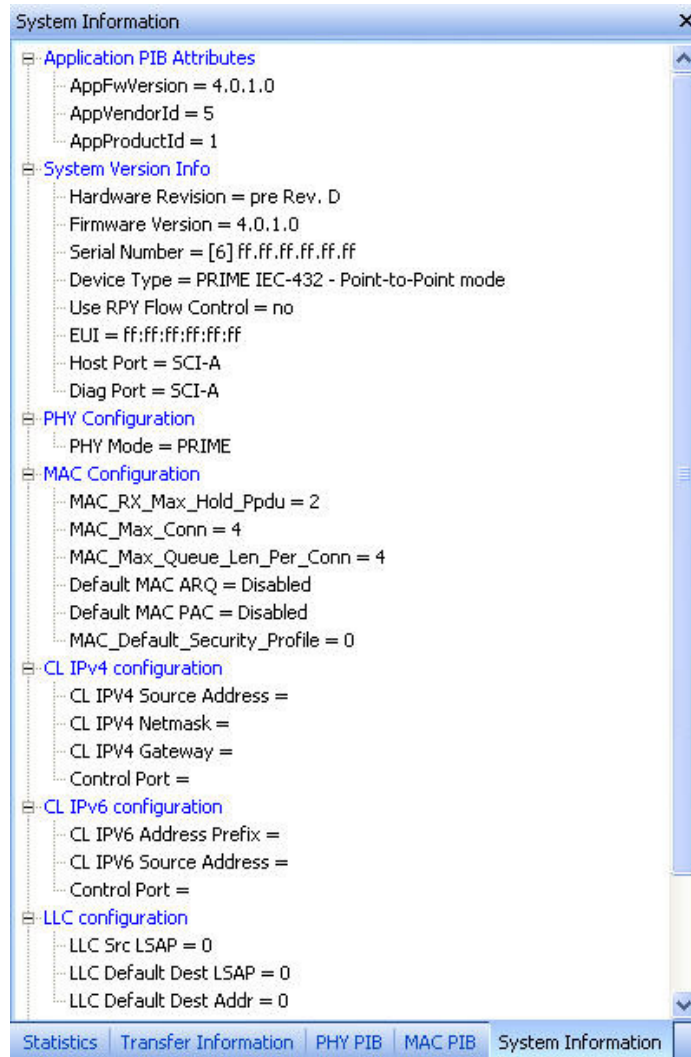 System Information
Application PIB Attributes
AppFwVersion = 4.0.1.0
AppVendorId = 5
AppProductId = 1
System Version Info
Hardware Revision = pre Rev. D
Firmware Version = 4.0.1.0
Serial Number = [6] ff.ff.ff.ff.ff.ff
Device Type = PRIME IEC-432 - Point-to-Point mode
Use RPY Flow Control = no
EUI = ff:ff:ff:ff:ff:ff
Host Port = SCI-A
Diag Port = SCI-A
PHY Configuration
PHY Mode = PRIME
MAC Configuration
MAC_RX_Max_Hold_Ppdu = 2
MAC_Max_Conn = 4
MAC_Max_Queue_Len_Per_Conn = 4
Default MAC ARQ = Disabled
Default MAC PAC = Disabled
MAC_Default_Security_Profile = 0
CL IPv4 configuration
CL IPV4 Source Address =
CL IPV4 Netmask =
CL IPV4 Gateway =
Control Port =
CL IPv6 configuration
CL IPV6 Address Prefix =
CL IPV6 Source Address =
Control Port =
LLC configuration
LLC Src LSAP = 0
LLC Default Dest LSAP = 0
LLC Default Dest Addr = 0
Statistics Transfer Information PHY PIB MAC PIB System Information